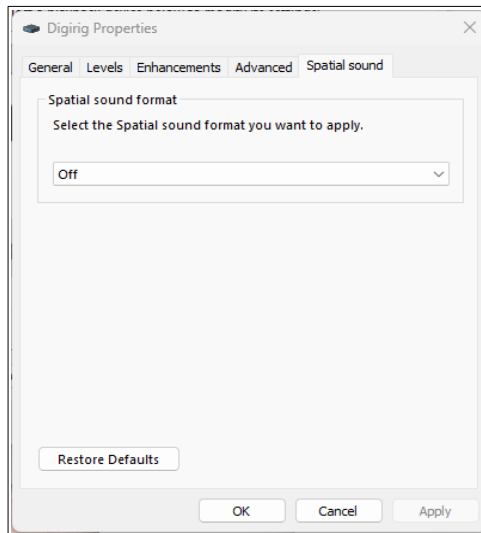 Digirig Properties
General Levels Enhancements Advanced Spatial sound
Spatial sound format
Select the Spatial sound format you want to apply.
Off
Restore Defaults
OK Cancel Apply